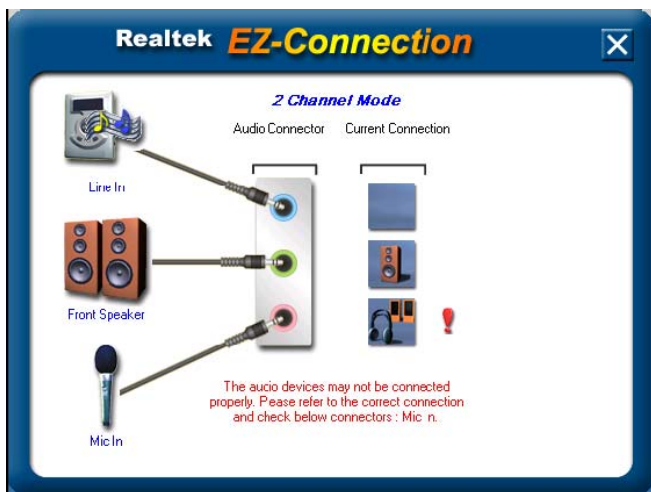 Realtek EZ-Connection
2 Channel Mode
Audio Connector Current Connection
Line In
Front Speaker
The aucio devices may not be connected
properly. Pease refer to the correct connection
and check below connectors : Mic n.
Mic In